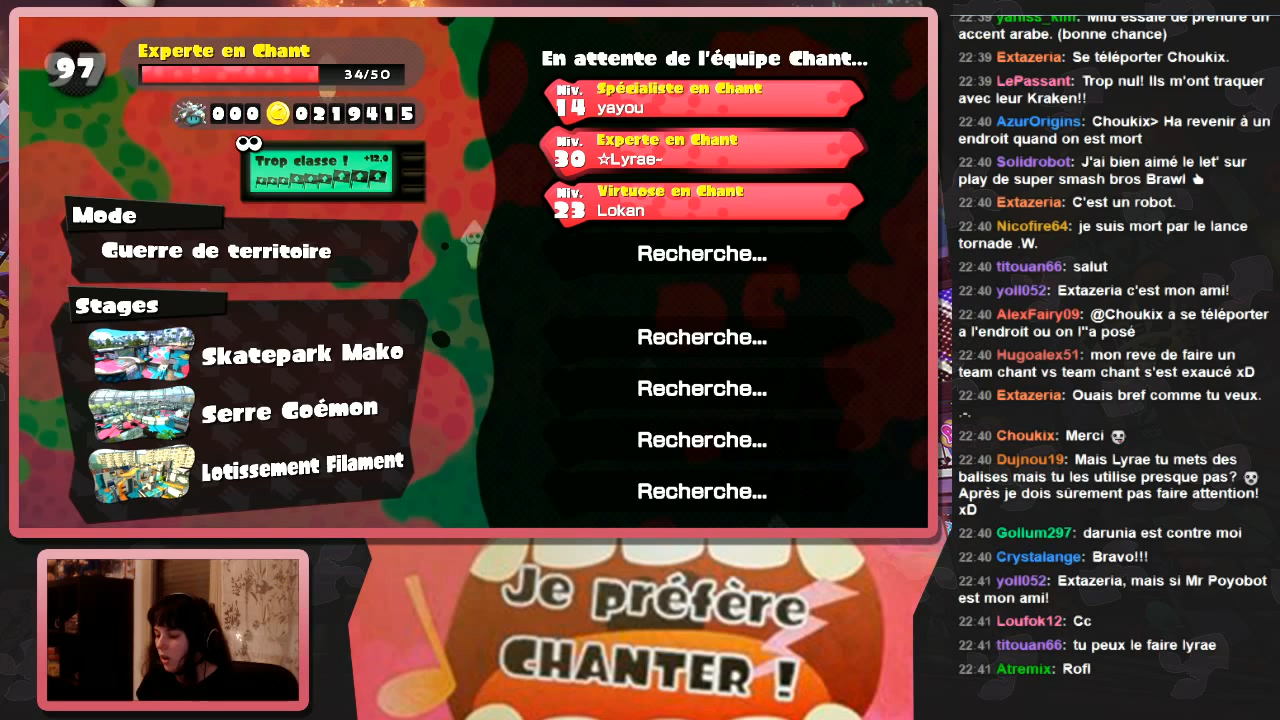 97
Experte en Chant
34/50
000 0219415
Trop classe ! +12.0
Mode
Guerre de territoire
Stages
Skatepark Mako
Serre Goémon
Lotissement Filament
En attente de l'équipe Chant...
Niv. 14 Spécialiste en Chant
yayou
Niv. 30 Experte en Chant
☆Lyrae~
Niv. 23 Virtuose en Chant
Lokan
Recherche...
Recherche...
Recherche...
Recherche...
Recherche...
Je préfère
CHANTER !
22:39 yaniss_kim: Milu essaie de prendre un
accent arabe. (bonne chance)
22:39 Extazeria: Se téléporter Choukix.
22:39 LePassant: Trop nul! Ils m'ont traquer
avec leur Kraken!!
22:40 AzurOrigins: Choukix> Ha revenir à un
endroit quand on est mort
22:40 Solidrobot: J'ai bien aimé le let' sur
play de super smash bros Brawl
22:40 Extazeria: C'est un robot.
22:40 Nicofire64: je suis mort par le lance
tornade .W.
22:40 titouan66: salut
22:40 yoll052: Extazeria c'est mon ami!
22:40 AlexFairy09: @Choukix a se téléporter
a l'endroit ou on l''a posé
22:40 Hugoalex51: mon reve de faire un
team chant vs team chant s'est exaucé xD
22:40 Extazeria: Ouais bref comme tu veux.
.-.
22:40 Choukix: Merci
22:40 Dujnou19: Mais Lyrae tu mets des
balises mais tu les utilise presque pas?
Après je dois sûrement pas faire attention!
xD
22:40 Gollum297: darunia est contre moi
22:40 Crystalange: Bravo!!!
22:41 yoll052: Extazeria, mais si Mr Poyobot
est mon ami!
22:41 Loufok12: Cc
22:41 titouan66: tu peux le faire lyrae
22:41 Atremix: Rofl